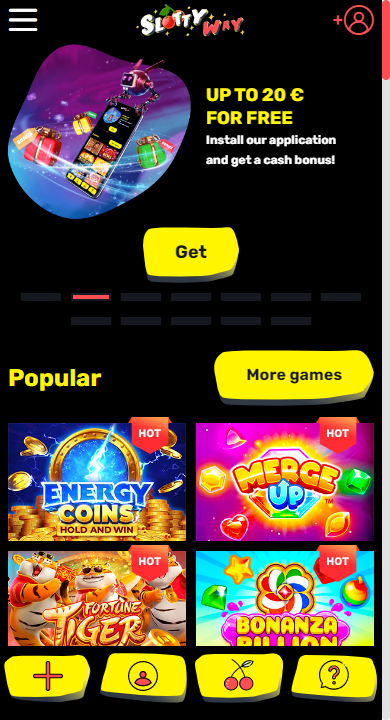 SLOTTY WAY
UP TO 20 €
FOR FREE
Install our application
and get a cash bonus!
Get
Popular
More games
HOT
ENERGY
COINS
HOLD AND WIN
HOT
MERGE
UP
TM
HOT
FORTUNE
TIGER
HOT
BONANZA
BILLION